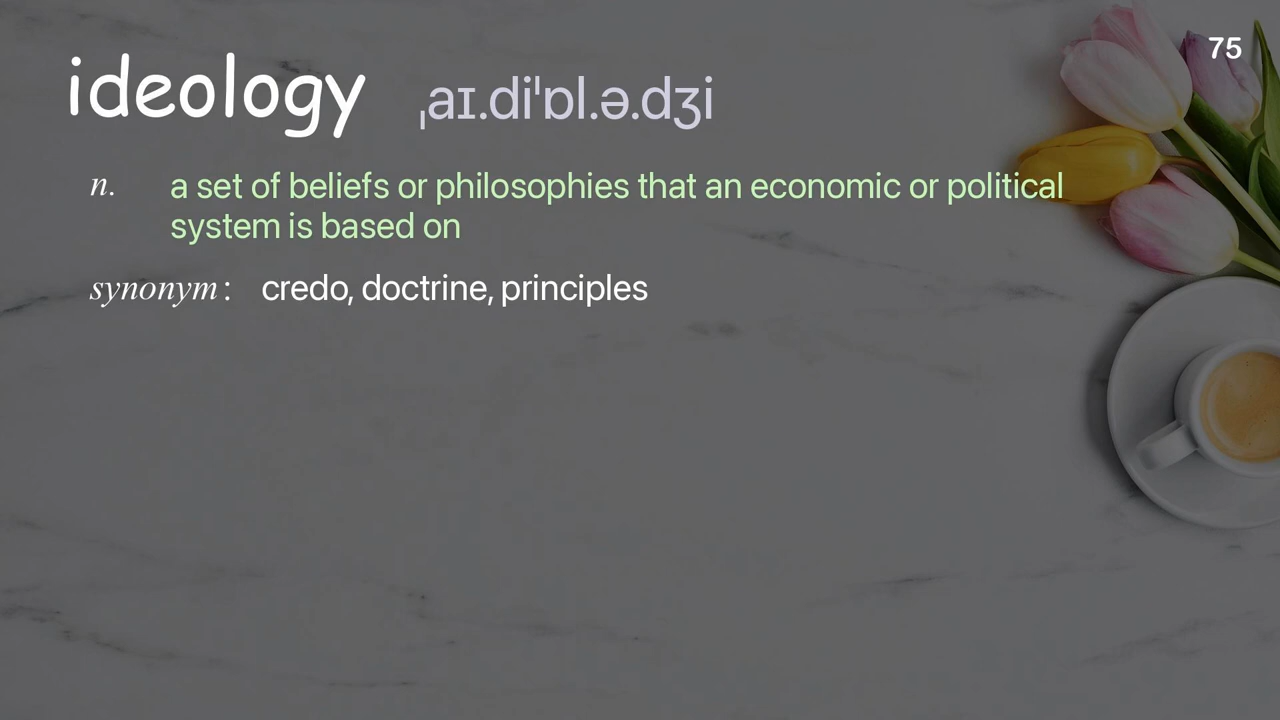 75
ideology ˌaɪ.diˈɒl.ə.dʒi
n. a set of beliefs or philosophies that an economic or political
system is based on
synonym: credo, doctrine, principles